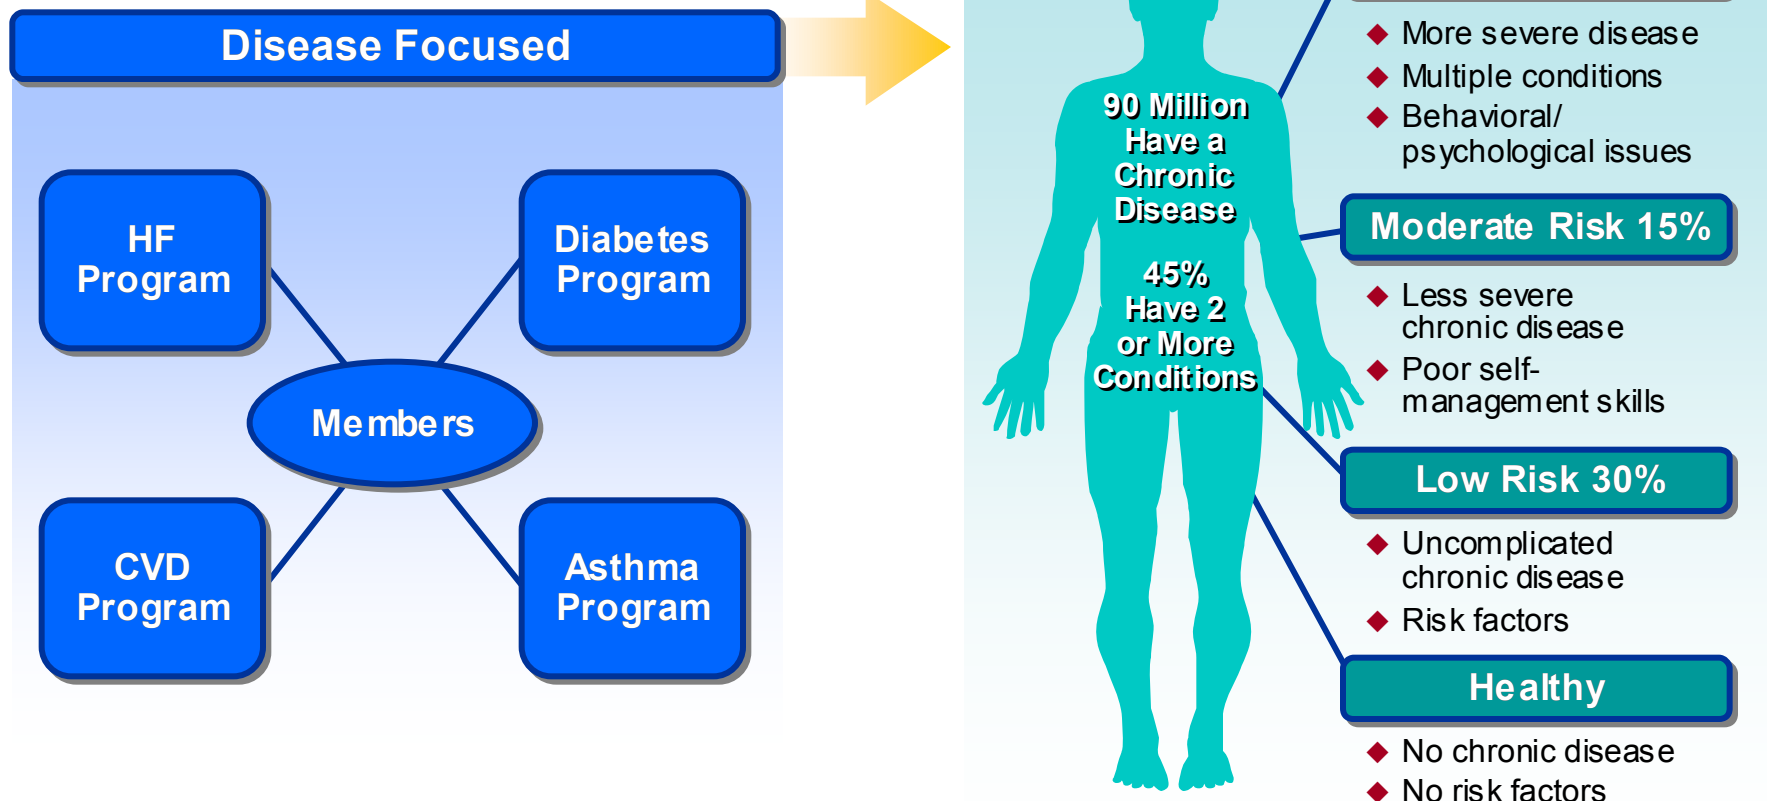 Disease Focused
HF
Program
Diabetes
Program
Members
CVD
Program
Asthma
Program
90 Million
Have a
Chronic
Disease
45%
Have 2
or More
Conditions
More severe disease
Multiple conditions
Behavioral/
psychological issues
Moderate Risk 15%
Less severe
chronic disease
Poor self-
management skills
Low Risk 30%
Uncomplicated
chronic disease
Risk factors
Healthy
No chronic disease
No risk factors